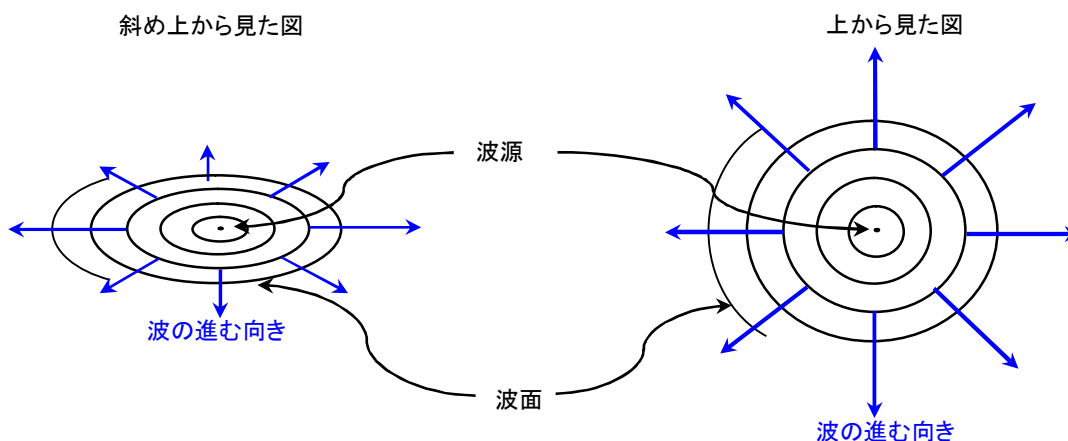 斜め上から見た図
上から見た図
波源
波の進む向き
波面
波の進む向き